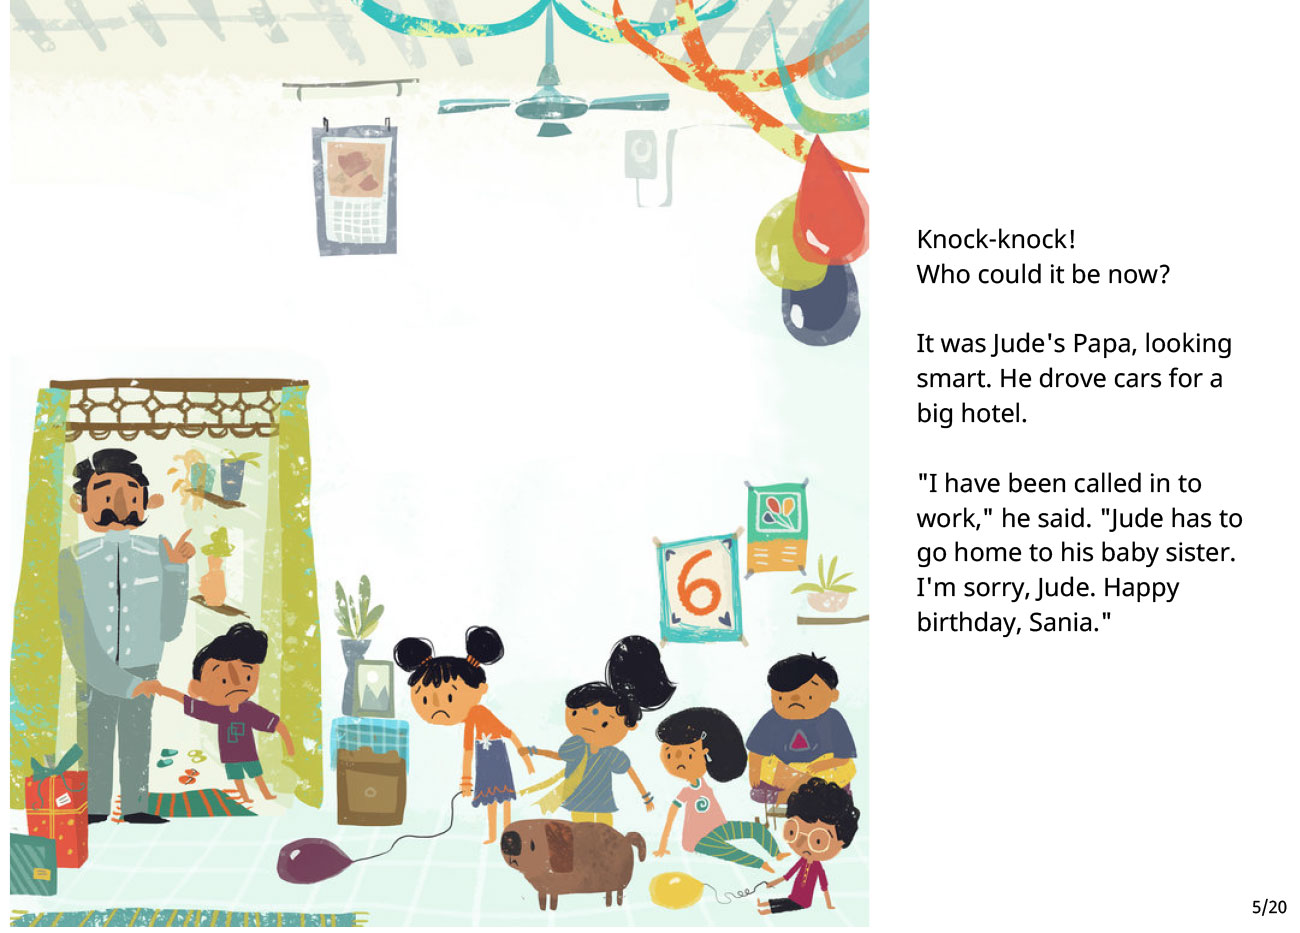 6
Knock-knock!
Who could it be now?
It was Jude's Papa, looking
smart. He drove cars for a
big hotel.
"I have been called in to
work," he said. "Jude has to
go home to his baby sister.
I'm sorry, Jude. Happy
birthday, Sania."
5/20